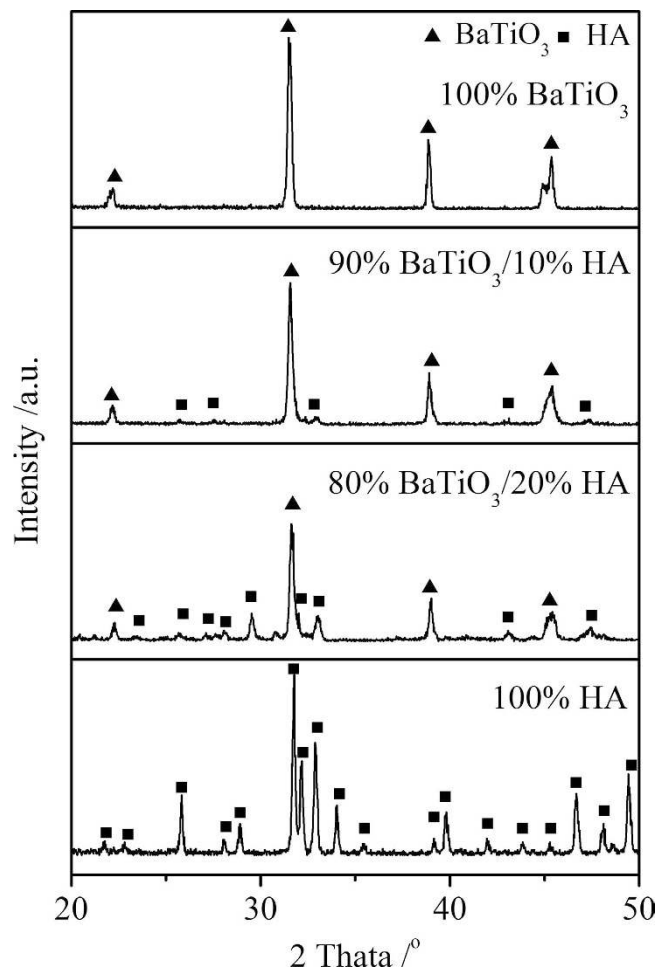 ▲ BaTiO₃ ■ HA
100% BaTiO₃
90% BaTiO₃/10% HA
80% BaTiO₃/20% HA
100% HA
Intensity /a.u.
20 30 40 50
2 Thata /°